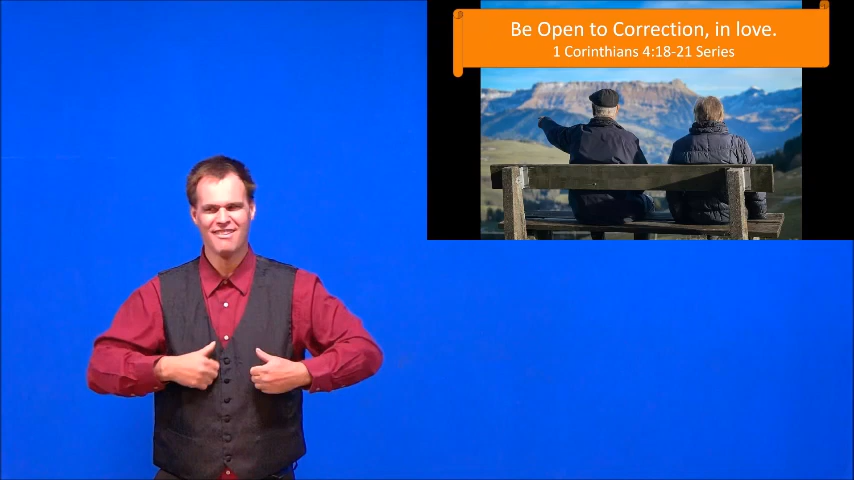 Be Open to Correction, in love.
1 Corinthians 4:18-21 Series